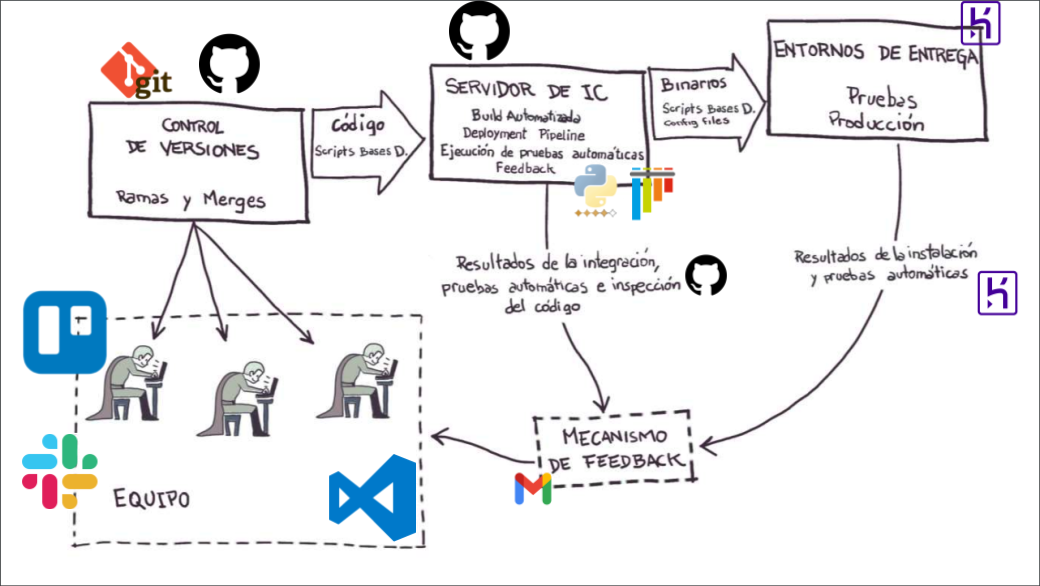 git
CONTROL
DE VERSIONES
Ramas y Merges
Código
Scripts Bases D.
SERVIDOR DE IC
Build Automatizada
Deployment Pipeline
Ejecución de pruebas automáticas
Feedback
Binarios
Scripts Bases D.
Config Files
ENTORNOS DE ENTREGA
Pruebas
Producción
Resultados de la integración,
pruebas automáticas e inspección
del código
Resultados de la instalación
y pruebas automáticas
MECANISMO
DE FEEDBACK
EQUIPO